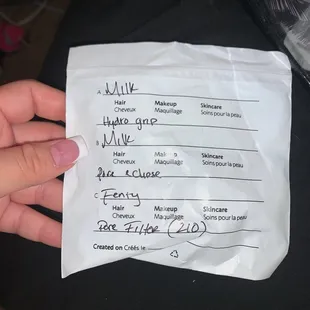 A. Milk
Hair Makeup Skincare
Cheveux Maquillage Soins pour la peau
Hydro grip
B. Milk
Hair Makeup Skincare
Cheveux Maquillage Soins pour la peau
pore eclipse
C. Fenty
Hair Makeup Skincare
Cheveux Maquillage Soins pour la peau
Pore Filter (210)
Created on Créés le